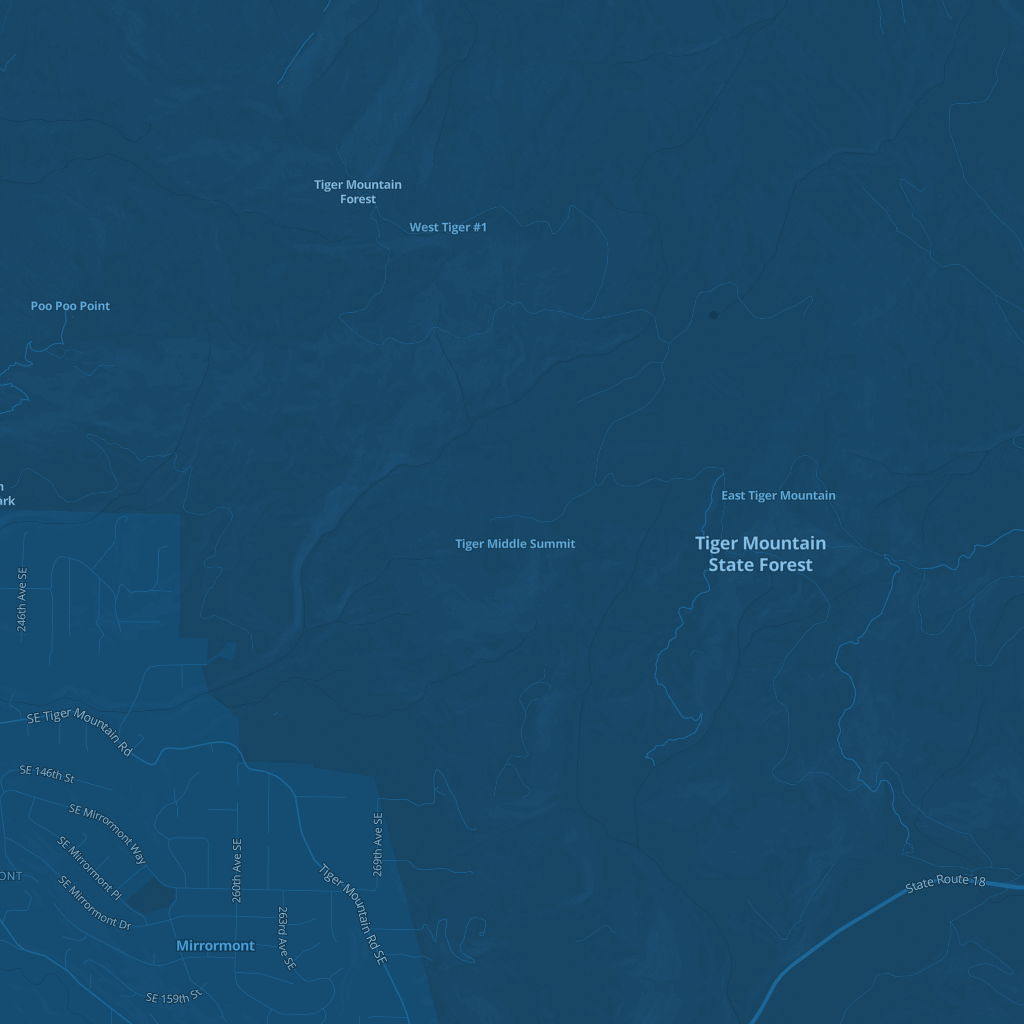 Tiger Mountain
Forest
West Tiger #1
Poo Poo Point
ark
East Tiger Mountain
Tiger Middle Summit
Tiger Mountain
State Forest
246th Ave SE
SE Tiger Mountain Rd
SE 146th St
SE Mirrormont Way
SE Mirrormont Pl
SE Mirrormont Dr
ONT
260th Ave SE
269th Ave SE
263rd Ave SE
Tiger Mountain Rd SE
State Route 18
Mirrormont
SE 159th St